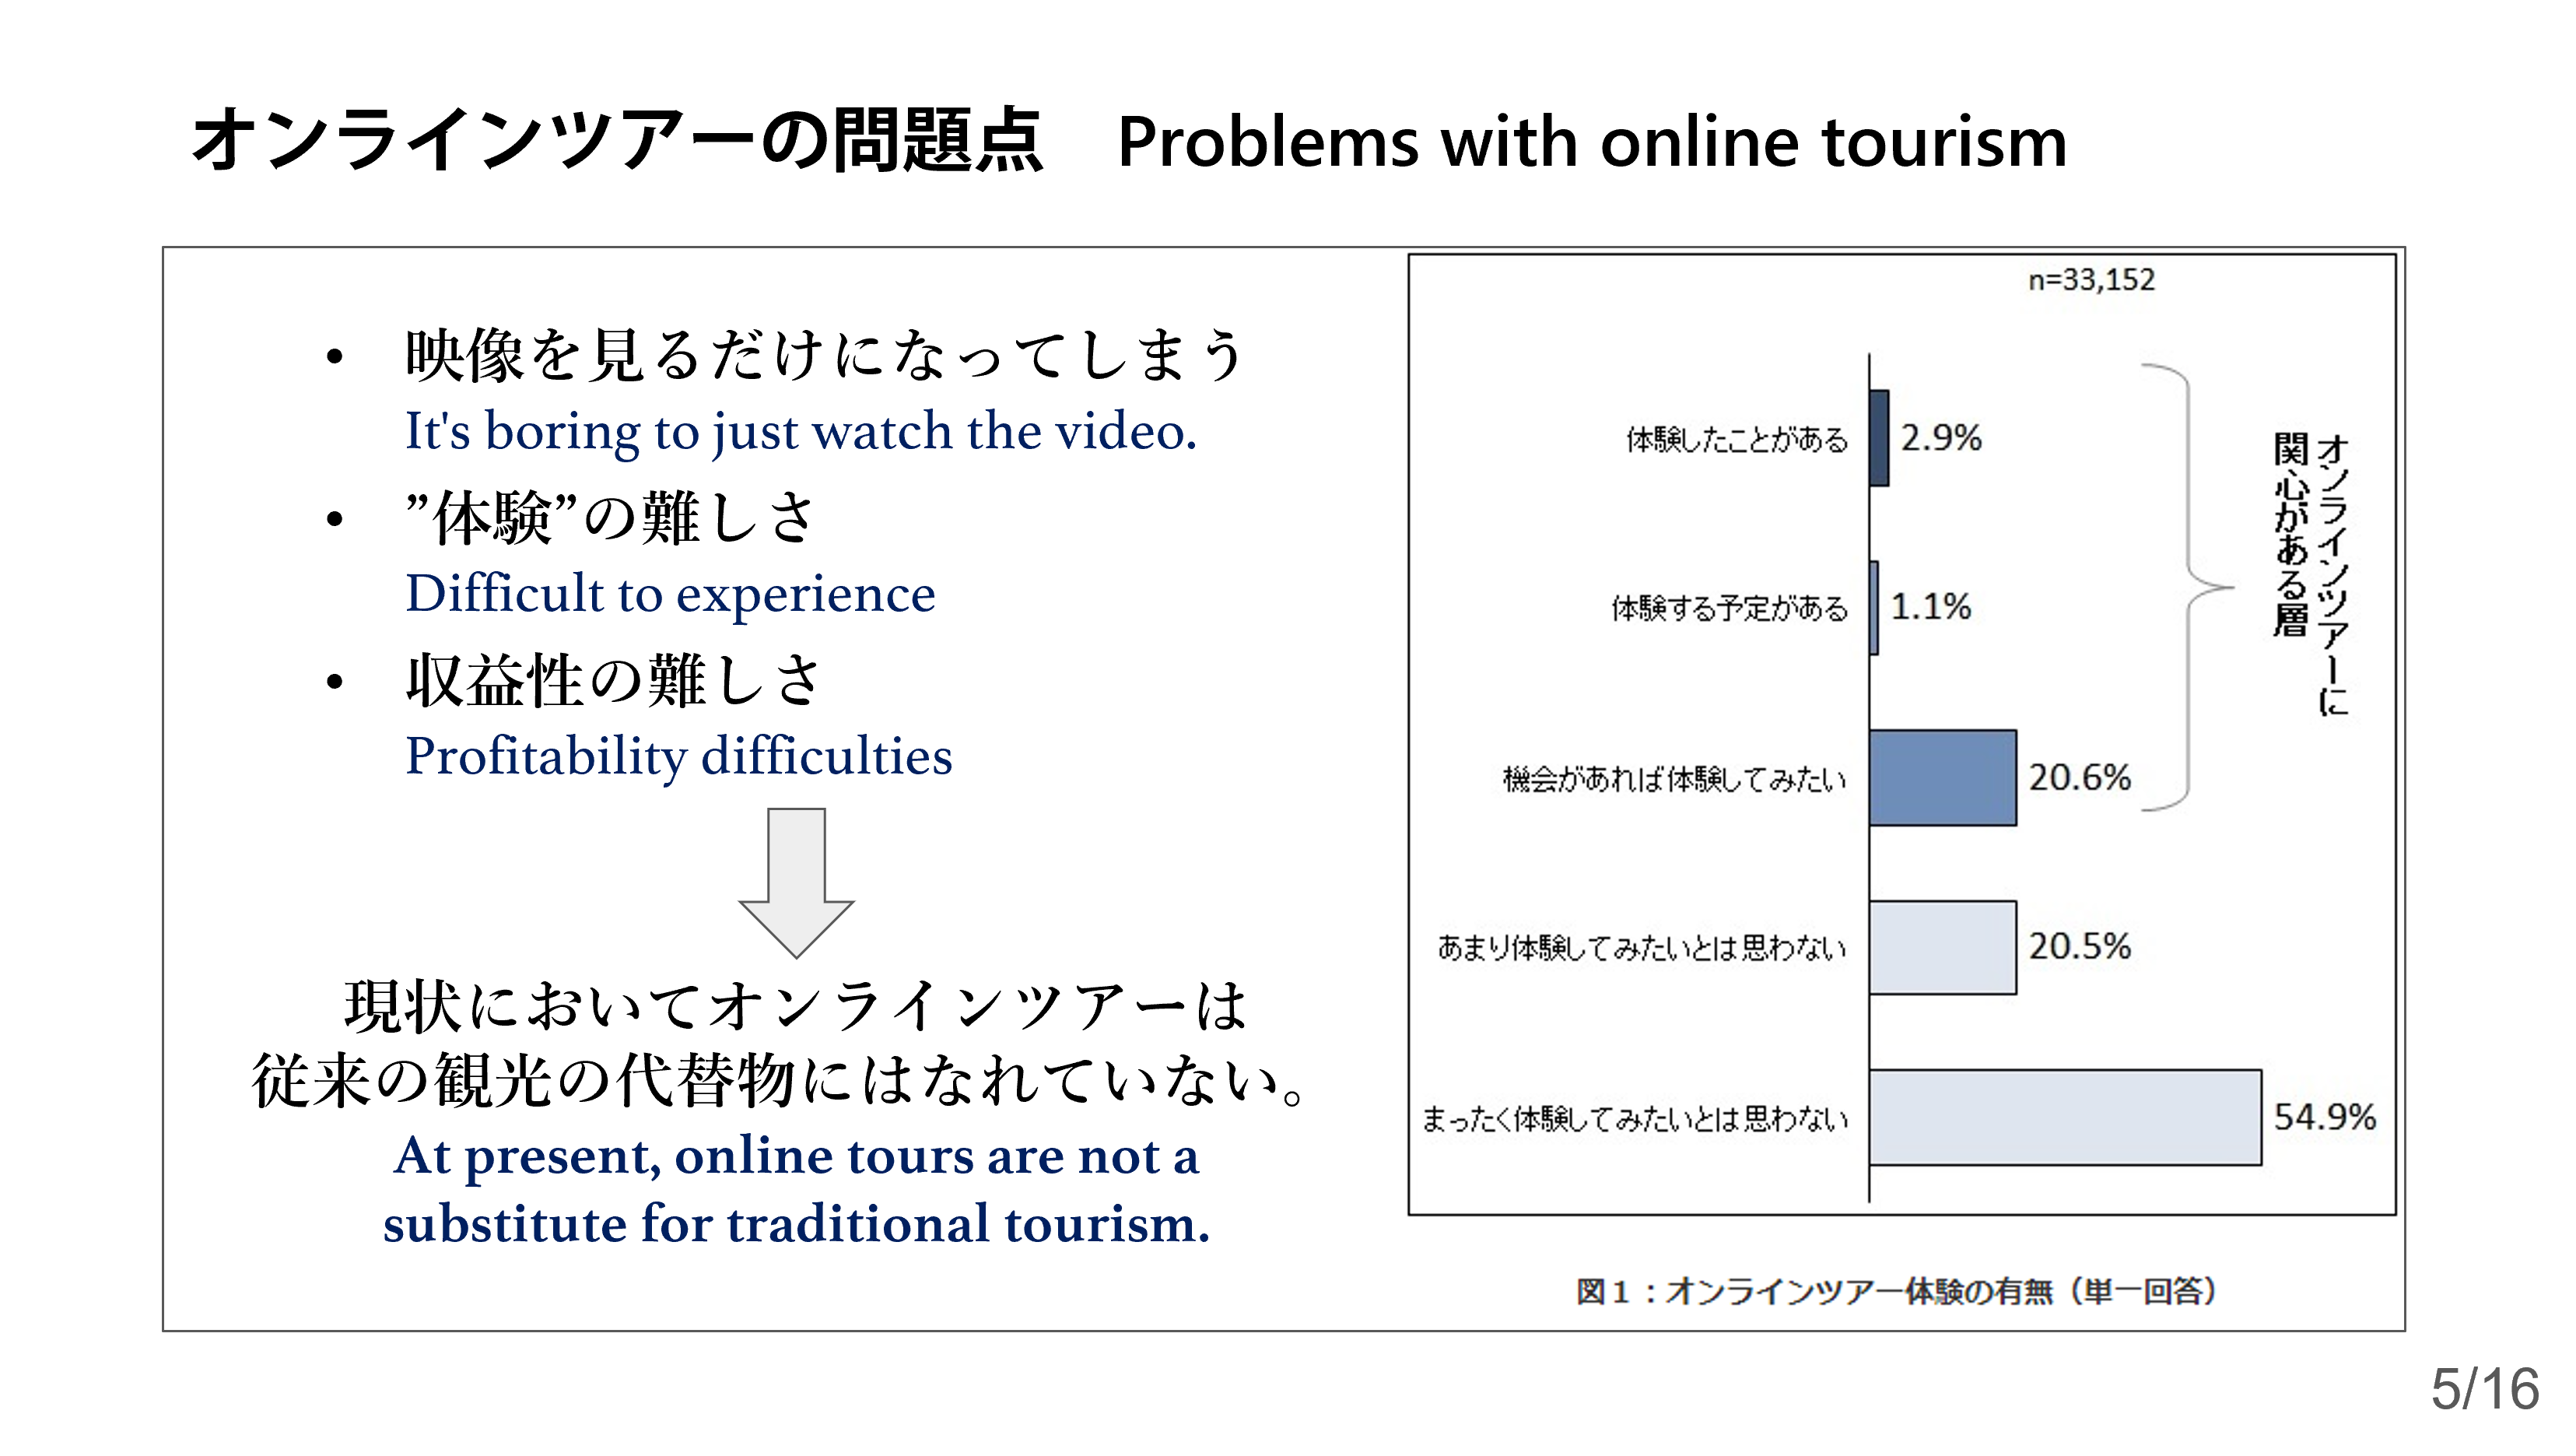 オンラインツアーの問題点　Problems with online tourism
• 映像を見るだけになってしまう
It's boring to just watch the video.
• ”体験”の難しさ
Difficult to experience
• 収益性の難しさ
Profitability difficulties
現状においてオンラインツアーは
従来の観光の代替物にはなれていない。
At present, online tours are not a
substitute for traditional tourism.
n=33,152
体験したことがある 2.9%
体験する予定がある 1.1%
機会があれば体験してみたい 20.6%
あまり体験してみたいとは思わない 20.5%
まったく体験してみたいとは思わない 54.9%
オンラインツアーに
関心がある層
図１：オンラインツアー体験の有無（単一回答）
5/16